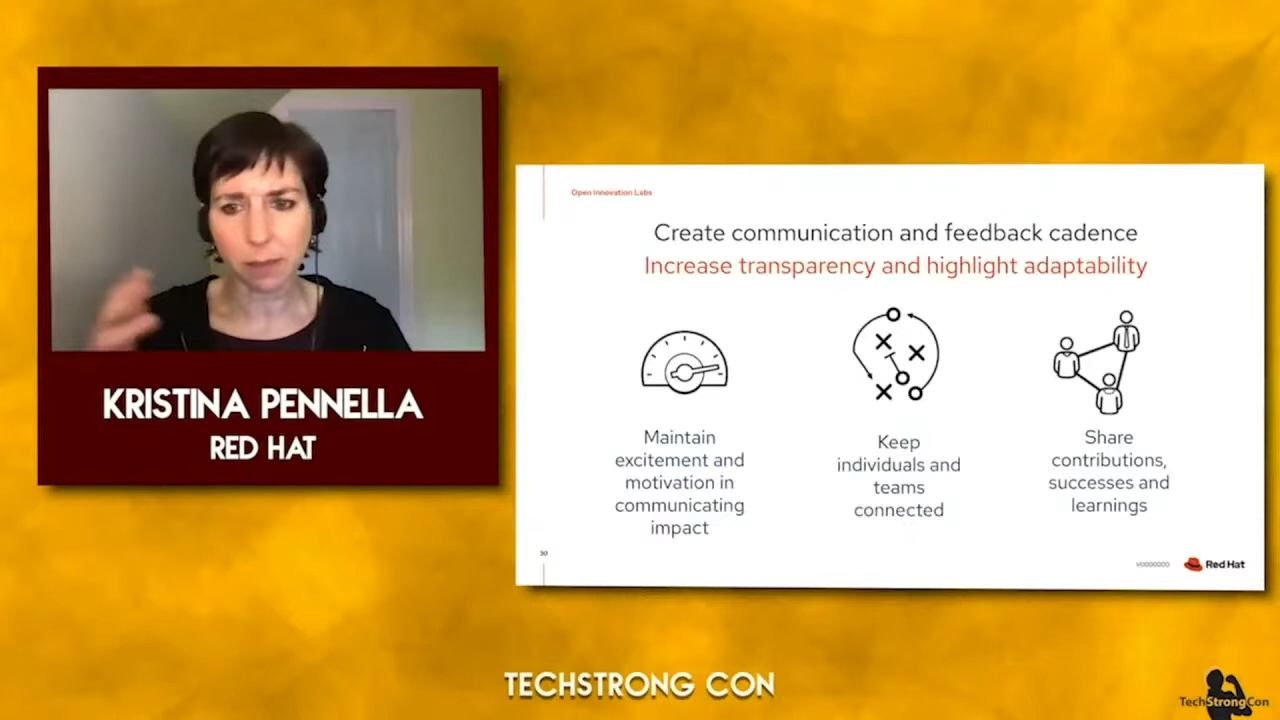 KRISTINA PENNELLA
RED HAT
Open Innovation Labs
Create communication and feedback cadence
Increase transparency and highlight adaptability
Maintain
excitement and
motivation in
communicating
impact
Keep
individuals and
teams
connected
Share
contributions,
successes and
learnings
30
V0000000
Red Hat
TECHSTRONG CON
TechStrongCon